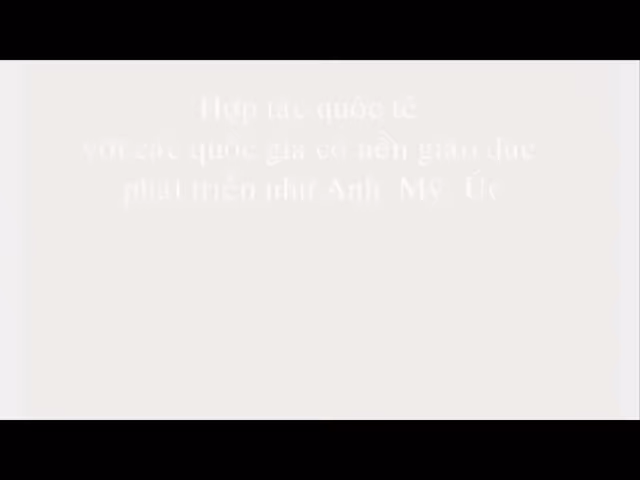 Hợp tác quốc tế
với các quốc gia có nền giáo dục
phát triển như Anh, Mỹ, Úc